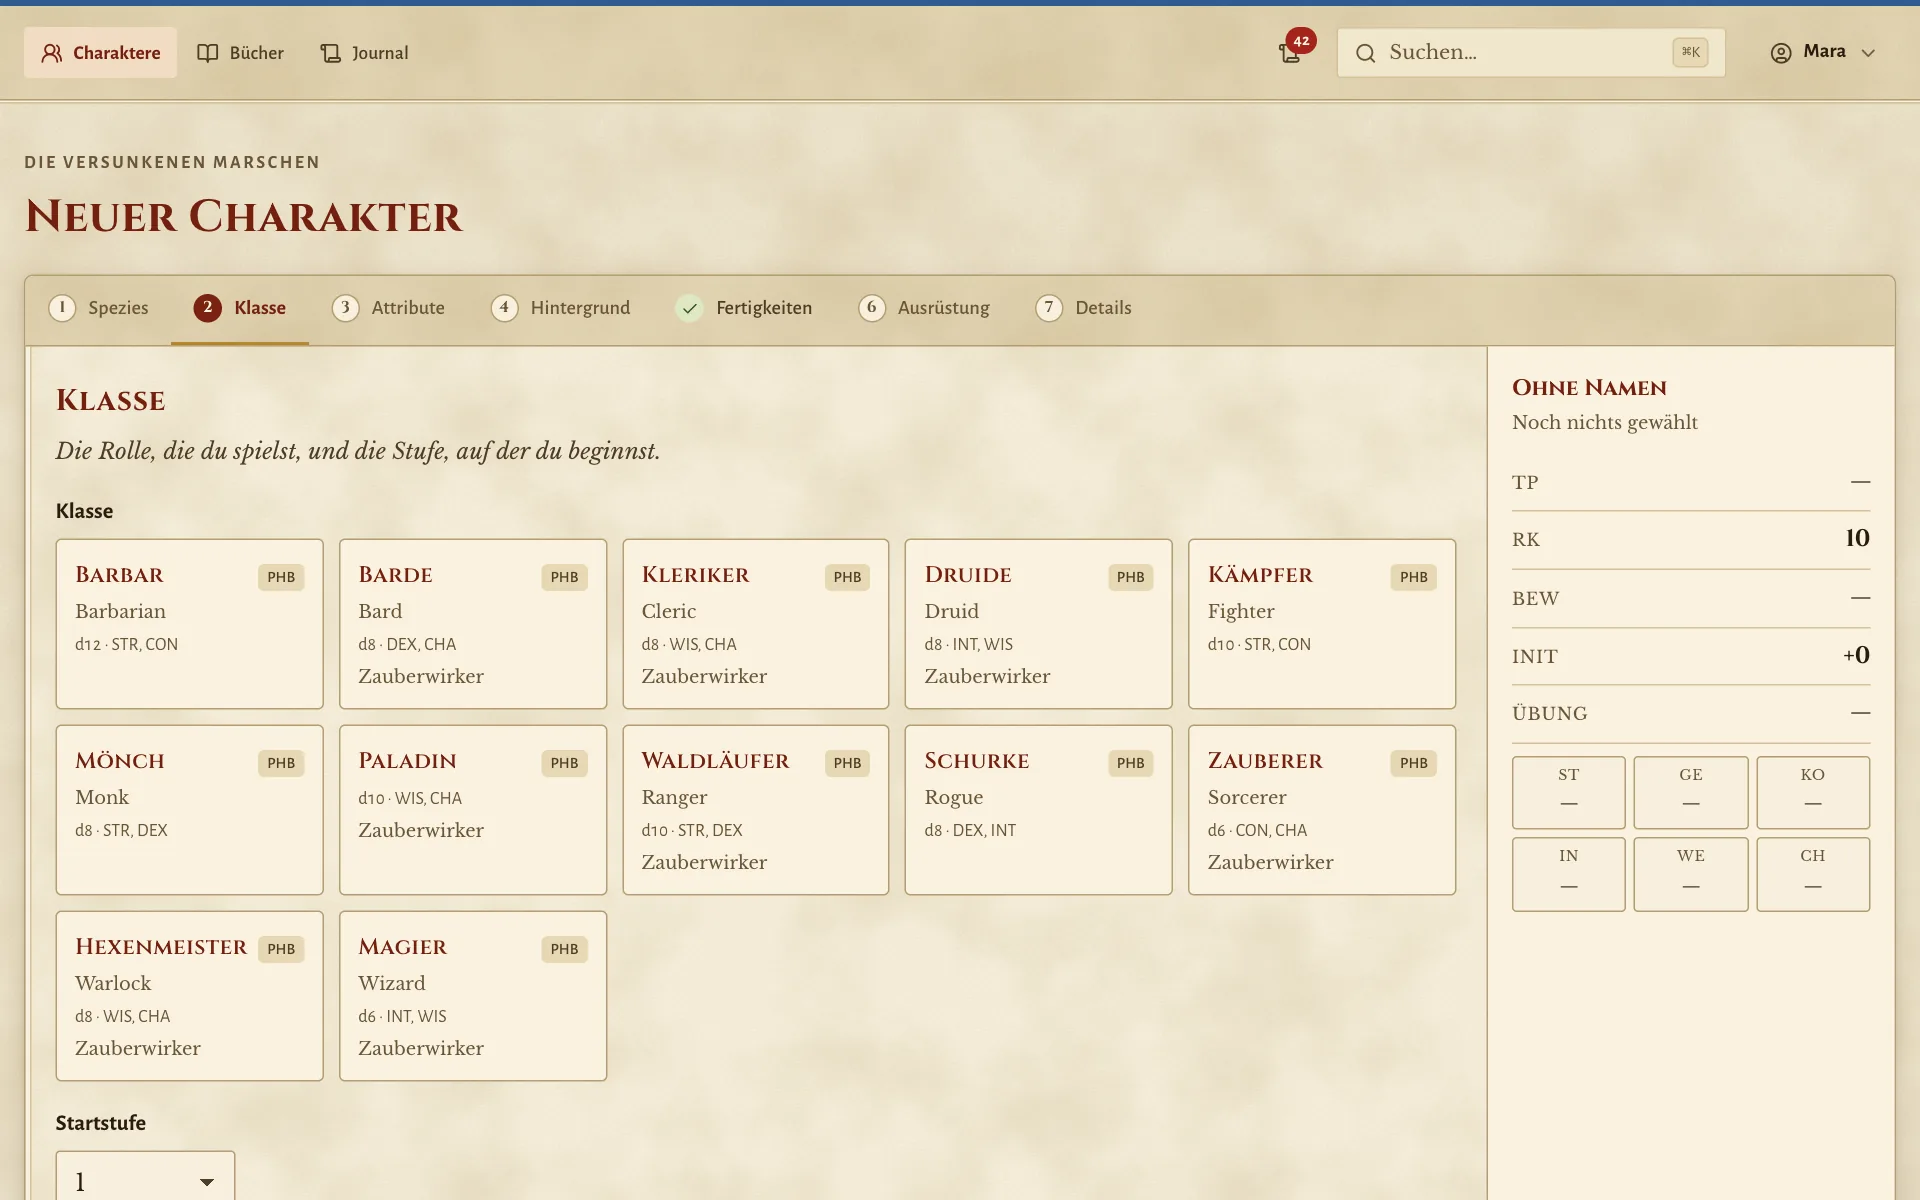 Charaktere
Bücher
Journal
42
Suchen…
⌘K
Mara
DIE VERSUNKENEN MARSCHEN
NEUER CHARAKTER
1 Spezies
2 Klasse
3 Attribute
4 Hintergrund
Fertigkeiten
6 Ausrüstung
7 Details
KLASSE
Die Rolle, die du spielst, und die Stufe, auf der du beginnst.
Klasse
BARBAR PHB
Barbarian
d12 · STR, CON
BARDE PHB
Bard
d8 · DEX, CHA
Zauberwirker
KLERIKER PHB
Cleric
d8 · WIS, CHA
Zauberwirker
DRUIDE PHB
Druid
d8 · INT, WIS
Zauberwirker
KÄMPFER PHB
Fighter
d10 · STR, CON
MÖNCH PHB
Monk
d8 · STR, DEX
PALADIN PHB
d10 · WIS, CHA
Zauberwirker
WALDLÄUFER PHB
Ranger
d10 · STR, DEX
Zauberwirker
SCHURKE PHB
Rogue
d8 · DEX, INT
ZAUBERER PHB
Sorcerer
d6 · CON, CHA
Zauberwirker
HEXENMEISTER PHB
Warlock
d8 · WIS, CHA
Zauberwirker
MAGIER PHB
Wizard
d6 · INT, WIS
Zauberwirker
Startstufe
1
OHNE NAMEN
Noch nichts gewählt
TP —
RK 10
BEW —
INIT +0
ÜBUNG —
ST —
GE —
KO —
IN —
WE —
CH —